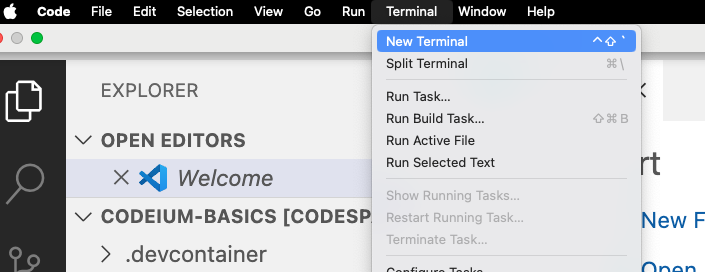 Code File Edit Selection View Go Run Terminal Window Help
New Terminal ⌃⇧`
Split Terminal ⌘\
EXPLORER
Run Task...
Run Build Task... ⇧⌘B
OPEN EDITORS
Run Active File
Run Selected Text
Welcome
Show Running Tasks...
CODEIUM-BASICS [CODESPA
Restart Running Task...
New F
Terminate Task...
.devcontainer
Open
Configure Tasks